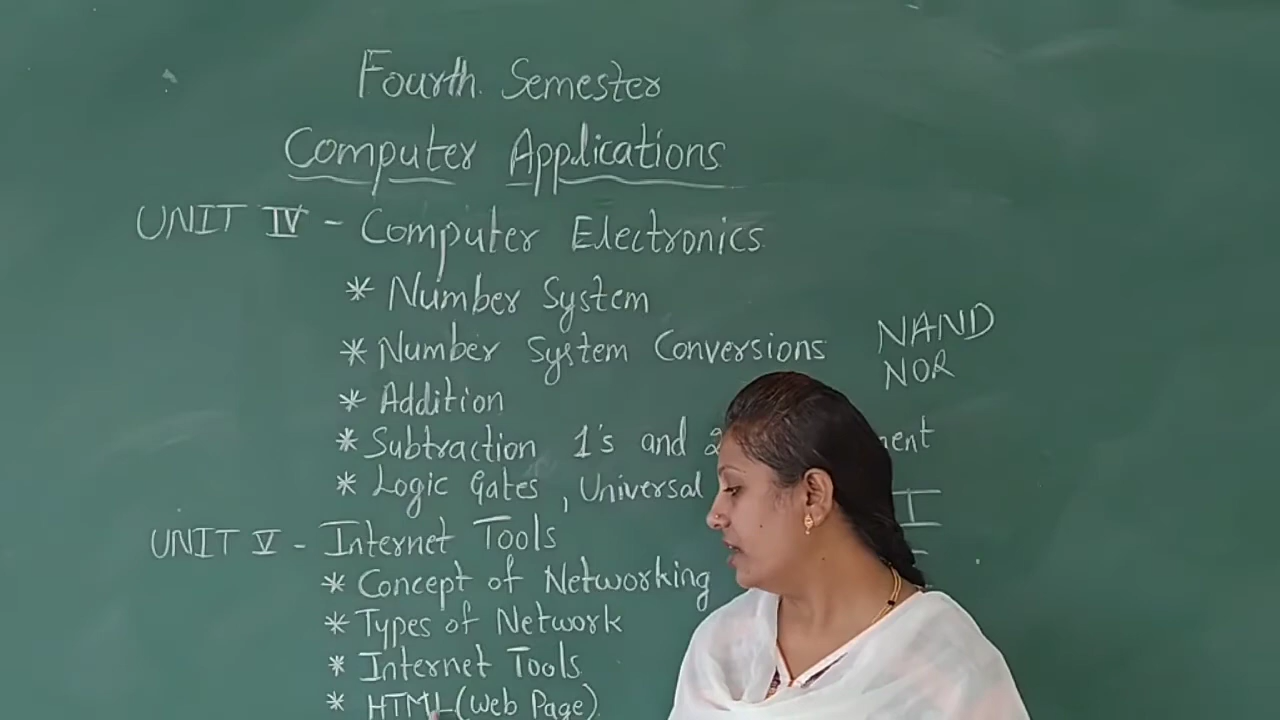 Fourth Semester
Computer Applications
UNIT IV - Computer Electronics
* Number System
* Number System Conversions
NAND
NOR
* Addition
* Subtraction 1's and 2
* Logic Gates, Universal
UNIT V - Internet Tools
* Concept of Networking
* Types of Network
* Internet Tools
* HTML (Web Page)